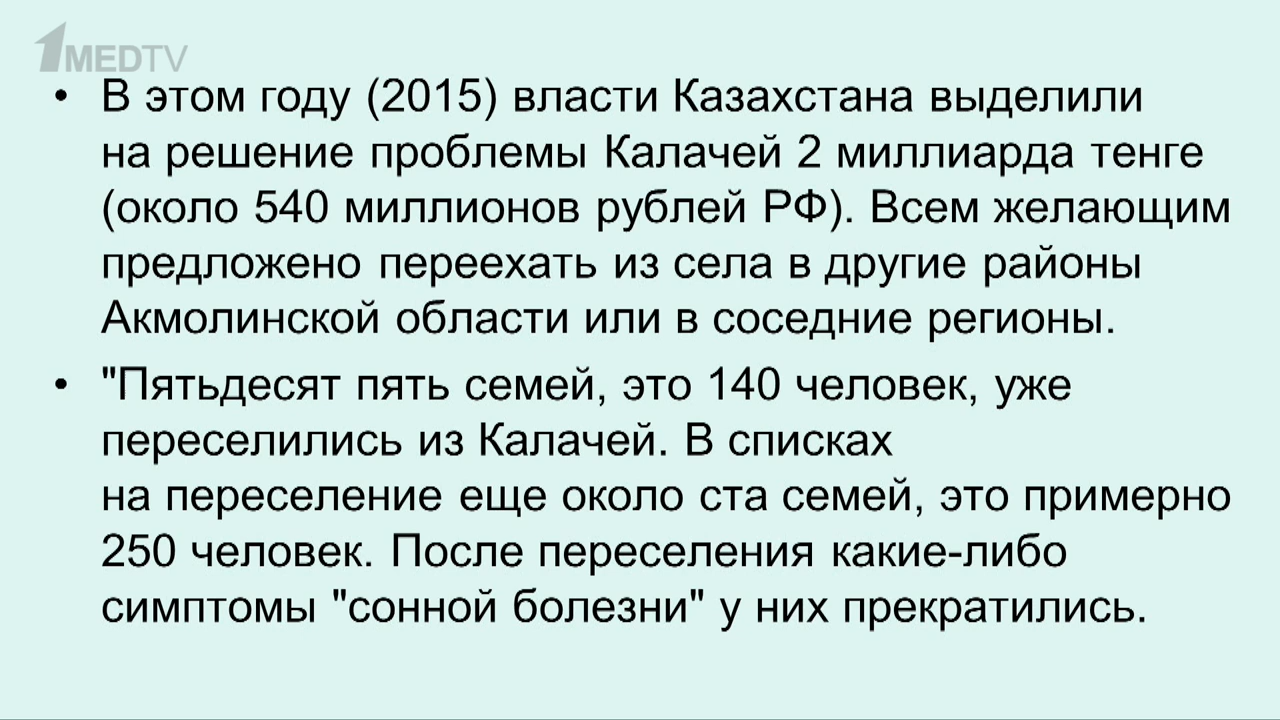 1MEDTV
• В этом году (2015) власти Казахстана выделили
на решение проблемы Калачей 2 миллиарда тенге
(около 540 миллионов рублей РФ). Всем желающим
предложено переехать из села в другие районы
Акмолинской области или в соседние регионы.
• "Пятьдесят пять семей, это 140 человек, уже
переселились из Калачей. В списках
на переселение еще около ста семей, это примерно
250 человек. После переселения какие-либо
симптомы "сонной болезни" у них прекратились.